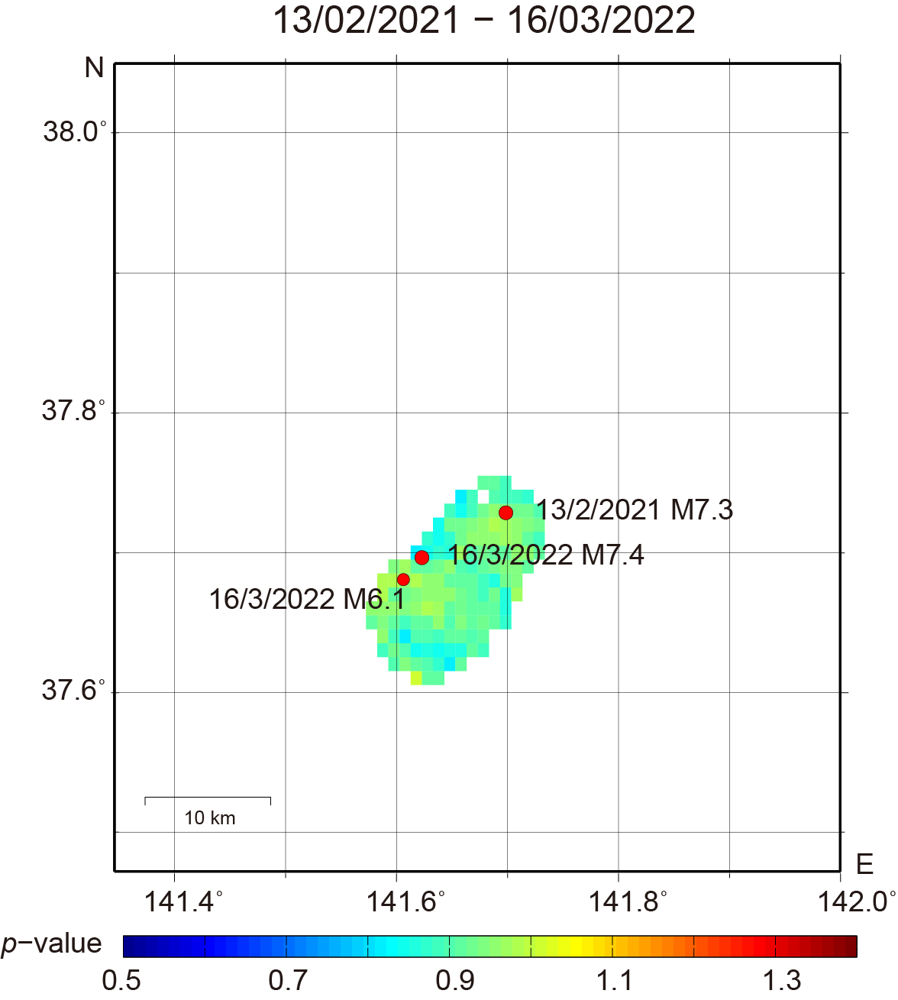 13/02/2021 − 16/03/2022
N
38.0°
13/2/2021 M7.3
16/3/2022 M7.4
16/3/2022 M6.1
37.8°
37.6°
10 km
E
141.4° 141.6° 141.8° 142.0°
p−value
0.5 0.7 0.9 1.1 1.3